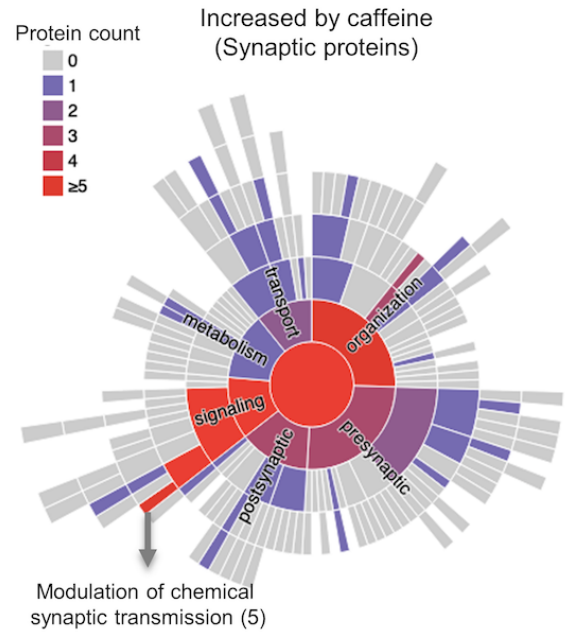 Increased by caffeine
(Synaptic proteins)
Protein count
0
1
2
3
4
≥5
transport
organization
metabolism
signaling
presynaptic
postsynaptic
Modulation of chemical
synaptic transmission (5)